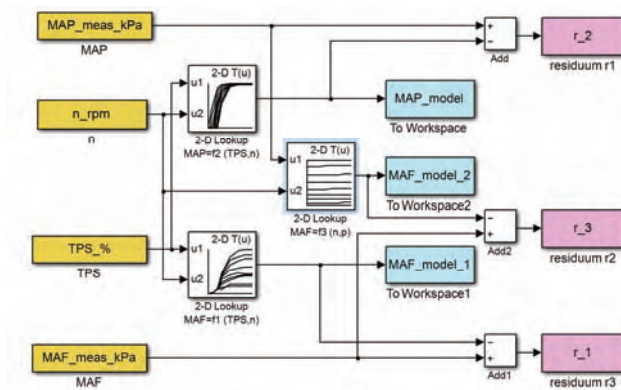 MAP_meas_kPa
MAP
+
−
Add
r_2
residuum r1
2-D T(u)
u1
u2
2-D Lookup
MAP=f2 (TPS,n)
n_rpm
n
MAP_model
To Workspace
2-D T(u)
u1
u2
2-D Lookup
MAF=f3 (n,p)
MAF_model_2
To Workspace2
TPS_%
TPS
2-D T(u)
u1
u2
2-D Lookup
MAF=f1 (TPS,n)
−
+
Add2
r_3
residuum r2
MAF_model_1
To Workspace1
MAF_meas_kPa
MAF
−
+
Add1
r_1
residuum r3